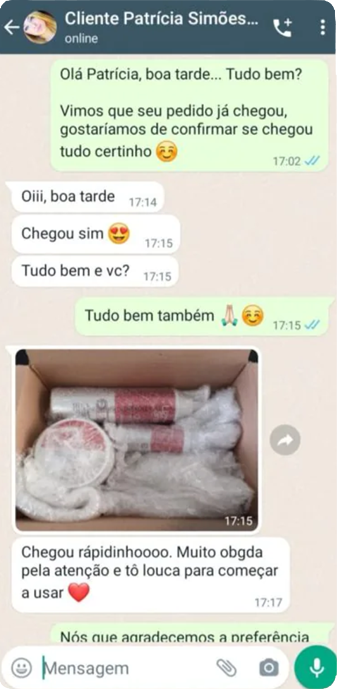 Cliente Patrícia Simões...
online
Olá Patrícia, boa tarde... Tudo bem?
Vimos que seu pedido já chegou,
gostaríamos de confirmar se chegou
tudo certinho ☺️
17:02
Oiii, boa tarde 17:14
Chegou sim 😍 17:15
Tudo bem e vc? 17:15
Tudo bem também 🙏🏻☺️ 17:15
17:15
Chegou rápidinhoooo. Muito obgda
pela atenção e tô louca para começar
a usar ❤️
17:17
Nós que agradecemos a preferência
Mensagem